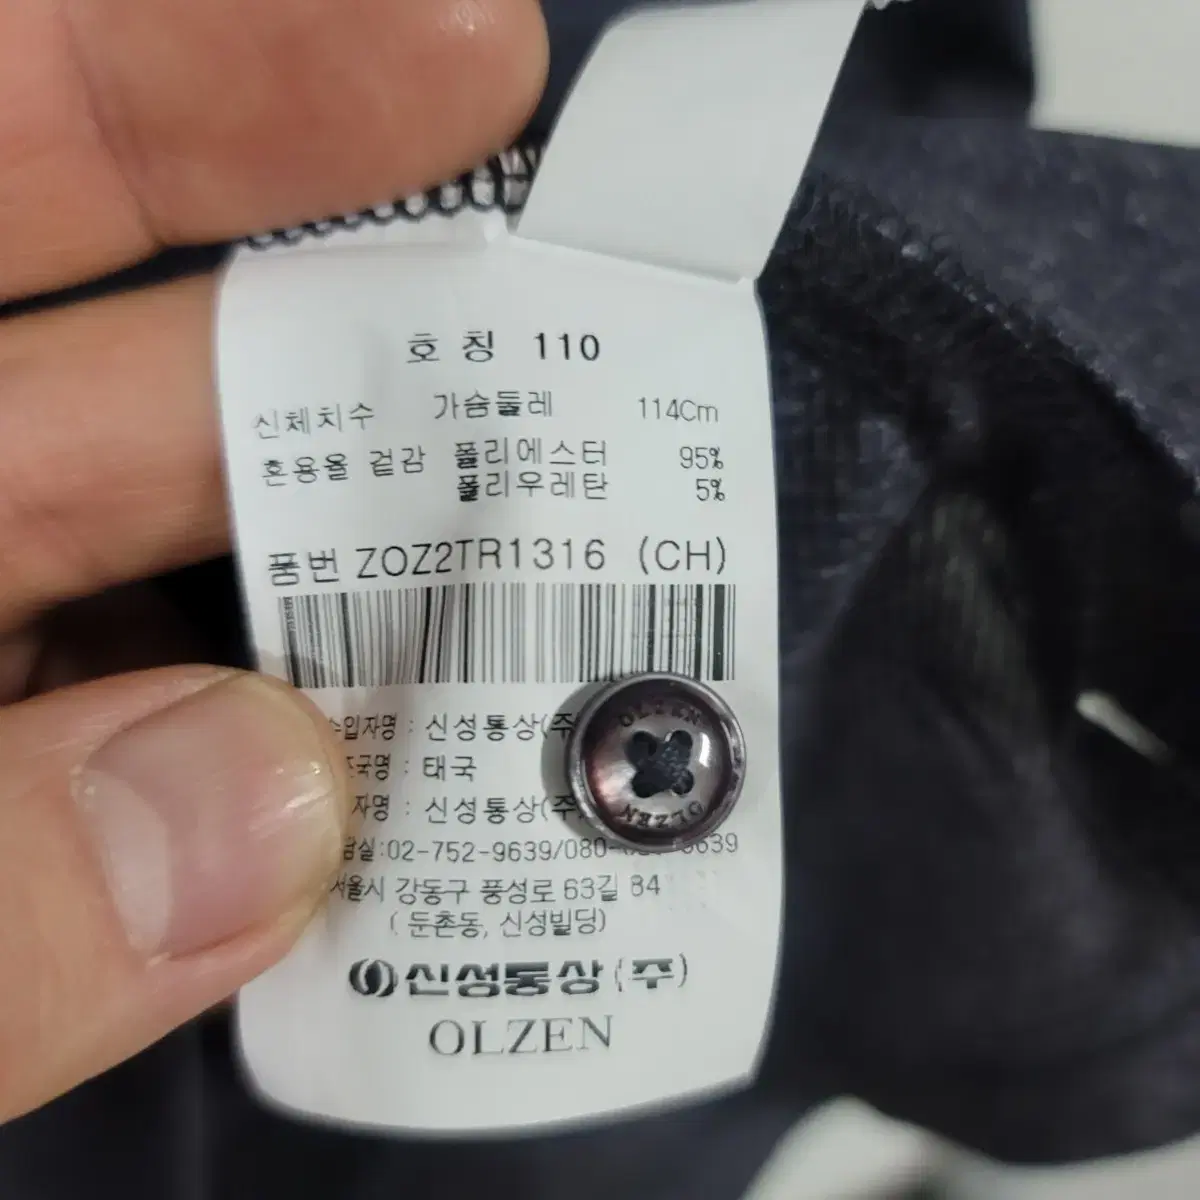 호칭 110
신체치수 가슴둘레 114Cm
혼용율 겉감 폴리에스터 95%
폴리우레탄 5%
품번 ZOZ2TR1316 (CH)
수입자명 : 신성통상(주
조국명 : 태국
자명 : 신성통상(주)
담실:02-752-9639/080- 9639
서울시 강동구 풍성로 63길 84
( 둔촌동, 신성빌딩)
신성통상(주)
OLZEN
OLZEN
OLZEN